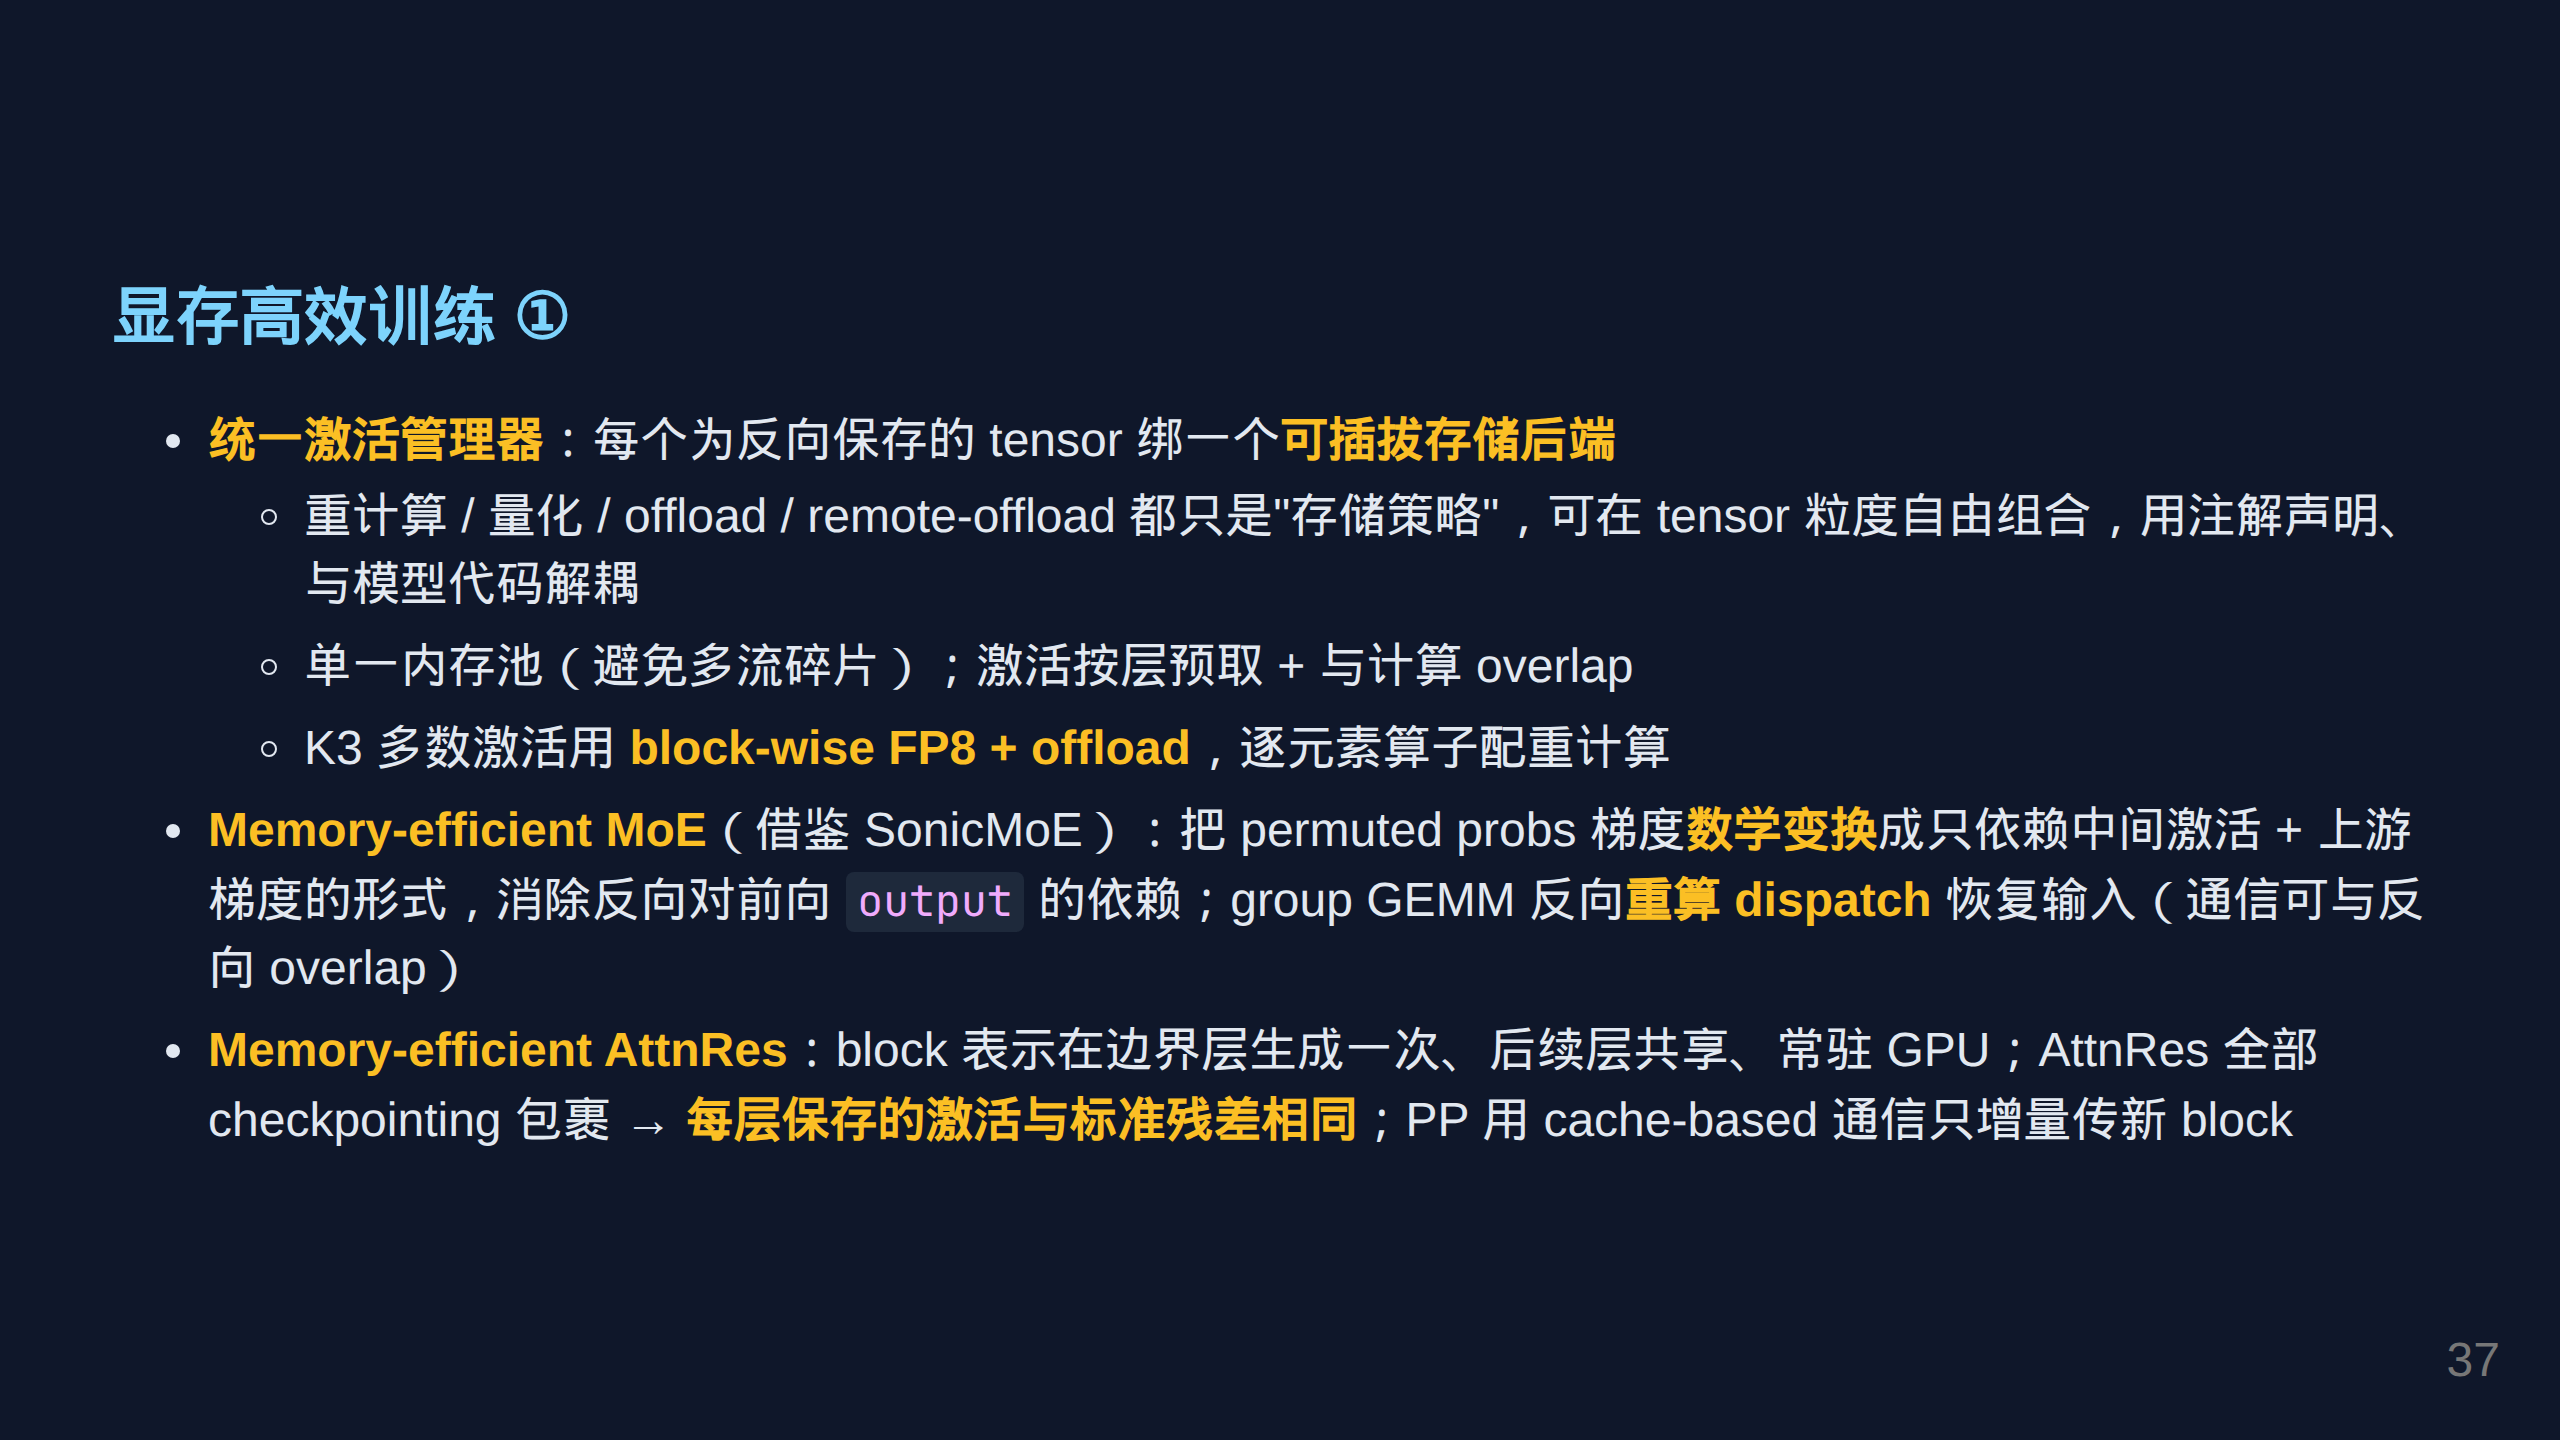 显存高效训练 ①
统一激活管理器：每个为反向保存的 tensor 绑一个可插拔存储后端
重计算 / 量化 / offload / remote-offload 都只是"存储策略"，可在 tensor 粒度自由组合，用注解声明、
与模型代码解耦
单一内存池（避免多流碎片）；激活按层预取 + 与计算 overlap
K3 多数激活用 block-wise FP8 + offload，逐元素算子配重计算
Memory-efficient MoE（借鉴 SonicMoE）：把 permuted probs 梯度数学变换成只依赖中间激活 + 上游
梯度的形式，消除反向对前向 output 的依赖；group GEMM 反向重算 dispatch 恢复输入（通信可与反
向 overlap）
Memory-efficient AttnRes：block 表示在边界层生成一次、后续层共享、常驻 GPU；AttnRes 全部
checkpointing 包裹 → 每层保存的激活与标准残差相同；PP 用 cache-based 通信只增量传新 block
37